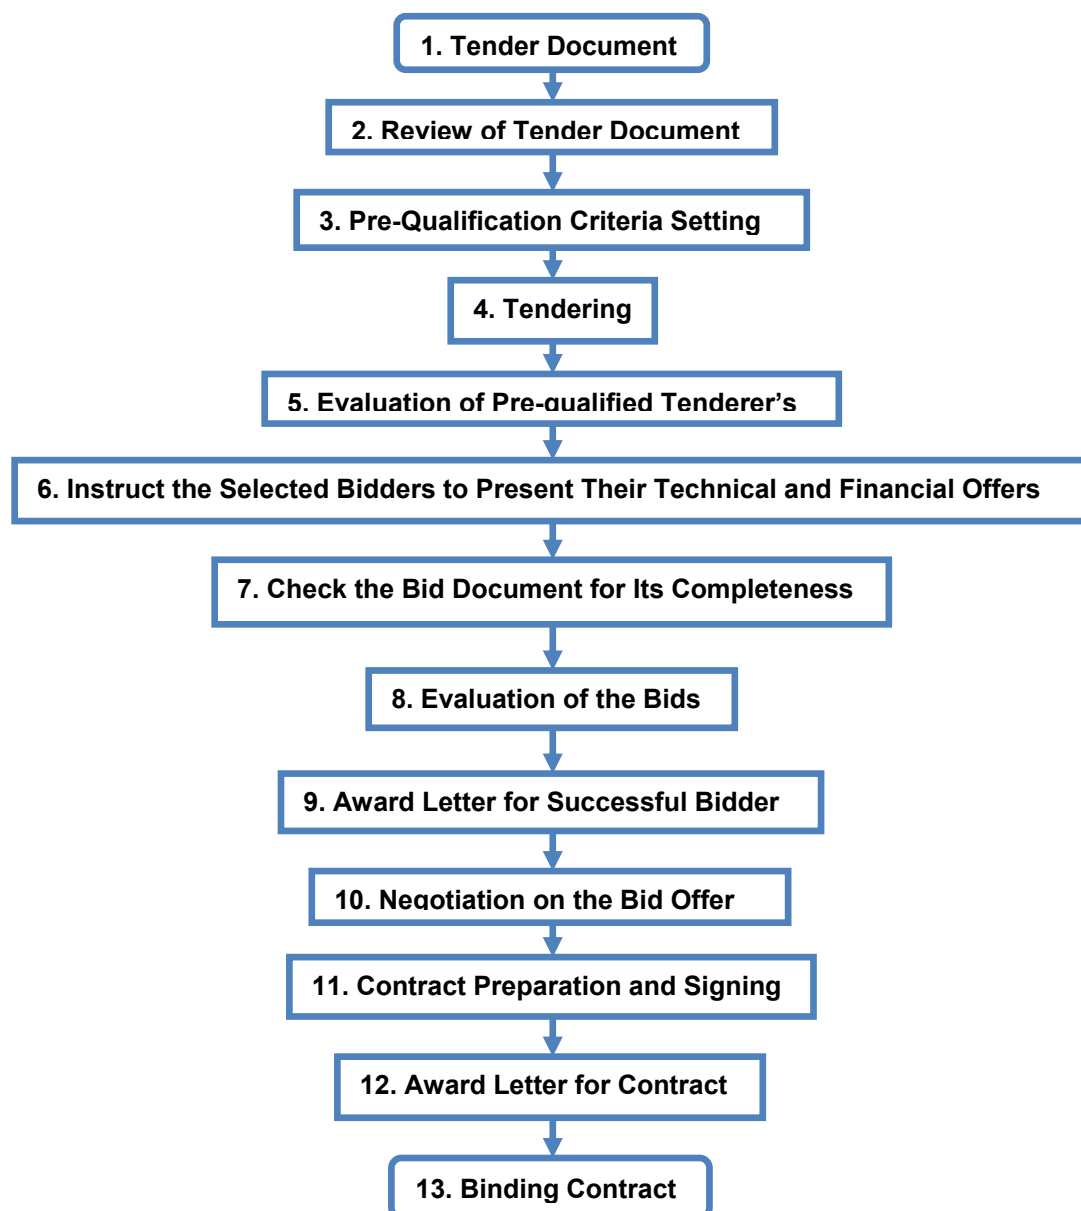 1. Tender Document
2. Review of Tender Document
3. Pre-Qualification Criteria Setting
4. Tendering
5. Evaluation of Pre-qualified Tenderer’s
6. Instruct the Selected Bidders to Present Their Technical and Financial Offers
7. Check the Bid Document for Its Completeness
8. Evaluation of the Bids
9. Award Letter for Successful Bidder
10. Negotiation on the Bid Offer
11. Contract Preparation and Signing
12. Award Letter for Contract
13. Binding Contract